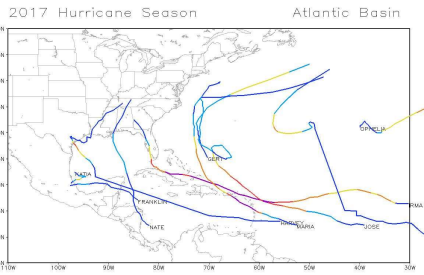 2017 Hurricane Season Atlantic Basin
OPHELIA
GERT
KATIA
FRANKLIN
IRMA
HARVEY
NATE MARIA JOSE
110W 100W 90W 80W 70W 60W 50W 40W 30W